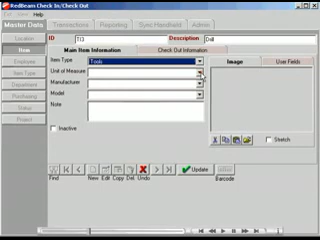 RedBeam Check In/Check Out
Edit View Help
Master Data Transactions Reporting Sync Handheld Admin
Location
Item
Employee
Item Type
Department
Purchasing
Status
Project
ID T13 Description Drill
Main Item Information Check Out Information
Item Type Tools
Unit of Measure
Manufacturer
Model
Note
Inactive
Image User Fields
Stretch
Update
Find New Edit Copy Del. Undo Barcode